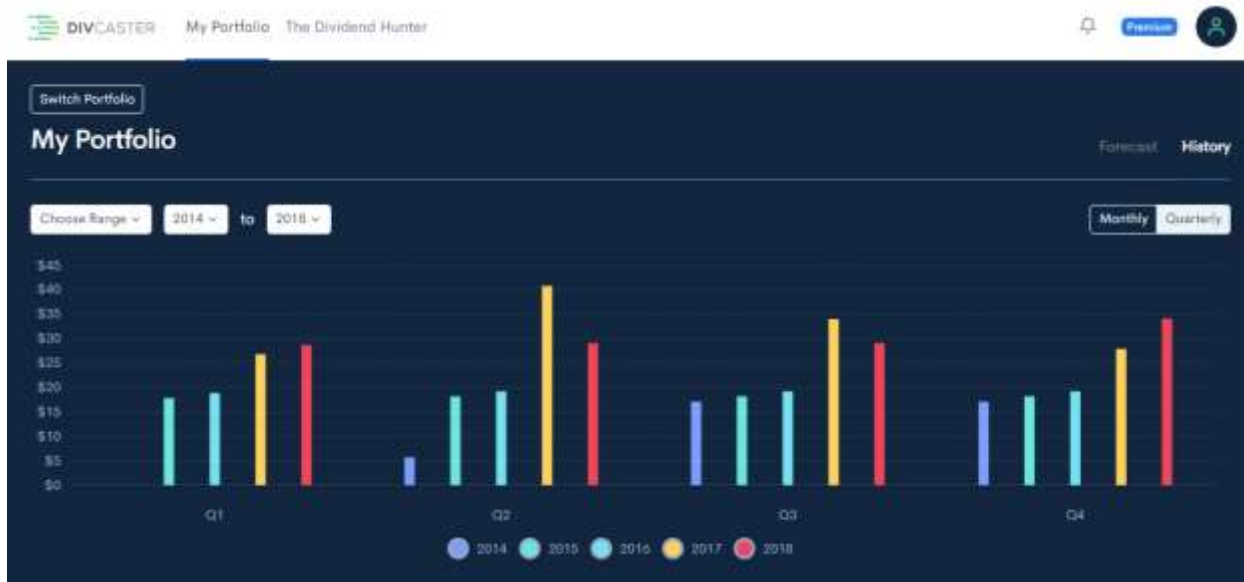 DIVCASTER My Portfolio The Dividend Hunter Premium
Switch Portfolio
My Portfolio
Forecast History
Choose Range 2014 to 2018
Monthly Quarterly
$45
$40
$35
$30
$25
$20
$15
$10
$5
$0
Q1 Q2 Q3 Q4
2014 2015 2016 2017 2018